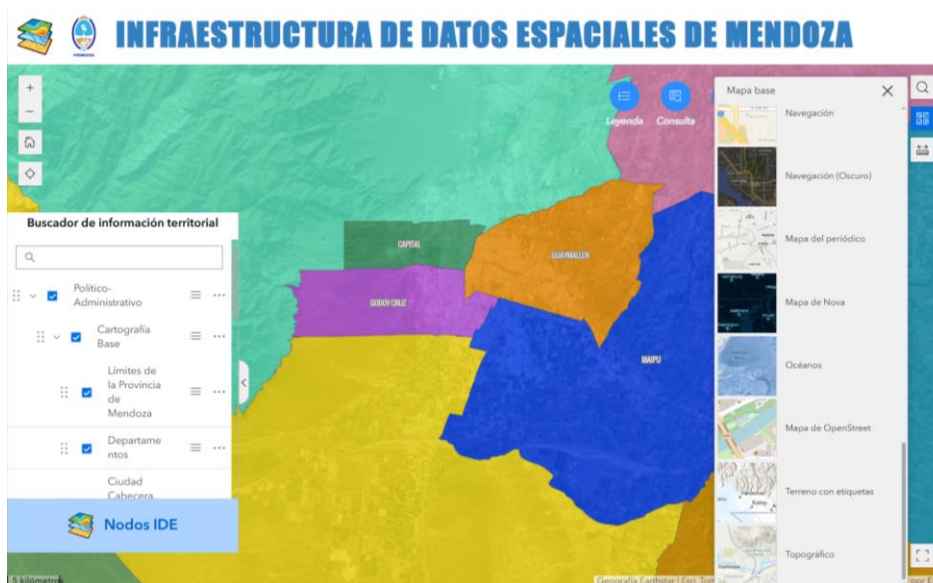 INFRAESTRUCTURA DE DATOS ESPACIALES DE MENDOZA
MENDOZA
Leyenda
Consulta
Mapa base
Navegación
Navegación (Oscuro)
Mapa del periódico
Mapa de Nova
Océanos
Mapa de OpenStreet
Terreno con etiquetas
Topográfico
Buscador de información territorial
Político-
Administrativo
Cartografía
Base
Límites de
la Provincia
de
Mendoza
Departame
ntos
Ciudad
Cabecera
Nodos IDE
CAPITAL
GUAYMALLEN
GODOY CRUZ
MAIPU
5 kilómetros
Geografía Earthstar | Esri, Tom
por E